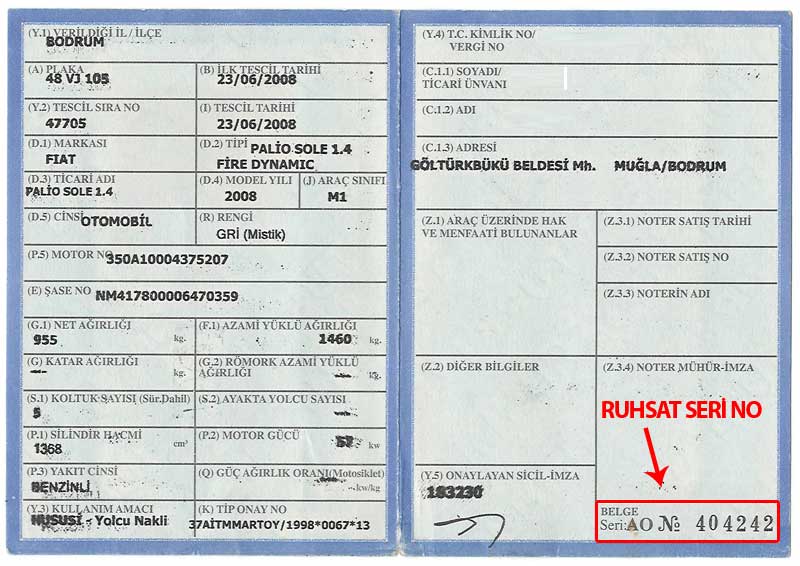 (Y.1) VERİLDİĞİ İL / İLÇE
BODRUM
(A) PLAKA
48 VJ 105
(B) İLK TESCİL TARİHİ
23/06/2008
(Y.2) TESCİL SIRA NO
47705
(I) TESCİL TARİHİ
23/06/2008
(D.1) MARKASI
FIAT
(D.2) TİPİ PALİO SOLE 1.4
FİRE DYNAMIC
(D.3) TİCARİ ADI
PALİO SOLE 1.4
(D.4) MODEL YILI
2008
(J) ARAÇ SINIFI
M1
(D.5) CİNSİ OTOMOBİL
(R) RENGİ
GRİ (Mistik)
(P.5) MOTOR NO 350A10004375207
(E) ŞASE NO NM417800006470359
(G.1) NET AĞIRLIĞI
955 kg.
(F.1) AZAMİ YÜKLÜ AĞIRLIĞI
1460 kg.
(G) KATAR AĞIRLIĞI
kg.
(G.2) RÖMORK AZAMİ YÜKLÜ
AĞIRLIĞI
kg.
(S.1) KOLTUK SAYISI (Sür.Dahil)
5
(S.2) AYAKTA YOLCU SAYISI
(P.1) SİLİNDİR HACMİ
1368 cm³
(P.2) MOTOR GÜCÜ
57 kw
(P.3) YAKIT CİNSİ
BENZİNLİ
(Q) GÜÇ AĞIRLIK ORANI(Motosiklet)
kw/kg
(Y.3) KULLANIM AMACI
HUSUSİ - Yolcu Nakli
(K) TİP ONAY NO
37AİTMMARTOY/1998*0067*13
(Y.4) T.C. KİMLİK NO/
VERGİ NO
(C.1.1) SOYADI/
TİCARİ ÜNVANI
(C.1.2) ADI
(C.1.3) ADRESİ
GÖLTÜRKBÜKÜ BELDESİ Mh. MUĞLA/BODRUM
(Z.1) ARAÇ ÜZERİNDE HAK
VE MENFAATİ BULUNANLAR
(Z.3.1) NOTER SATIŞ TARİHİ
(Z.3.2) NOTER SATIŞ NO
(Z.3.3) NOTERİN ADI
(Z.2) DİĞER BİLGİLER
(Z.3.4) NOTER MÜHÜR-İMZA
RUHSAT SERİ NO
(Y.5) ONAYLAYAN SİCİL-İMZA
183230
BELGE
Seri: AO № 404242